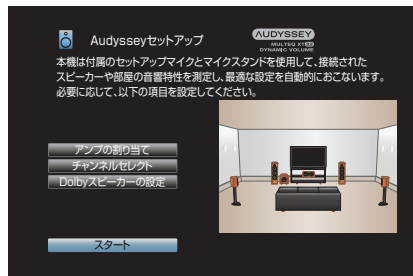 Audysseyセットアップ
AUDYSSEY
MULTEQ XT32
DYNAMIC VOLUME
本機は付属のセットアップマイクとマイクスタンドを使用して、接続された
スピーカーや部屋の音響特性を測定し、最適な設定を自動的におこないます。
必要に応じて、以下の項目を設定してください。
アンプの割り当て
チャンネルセレクト
Dolbyスピーカーの設定
スタート